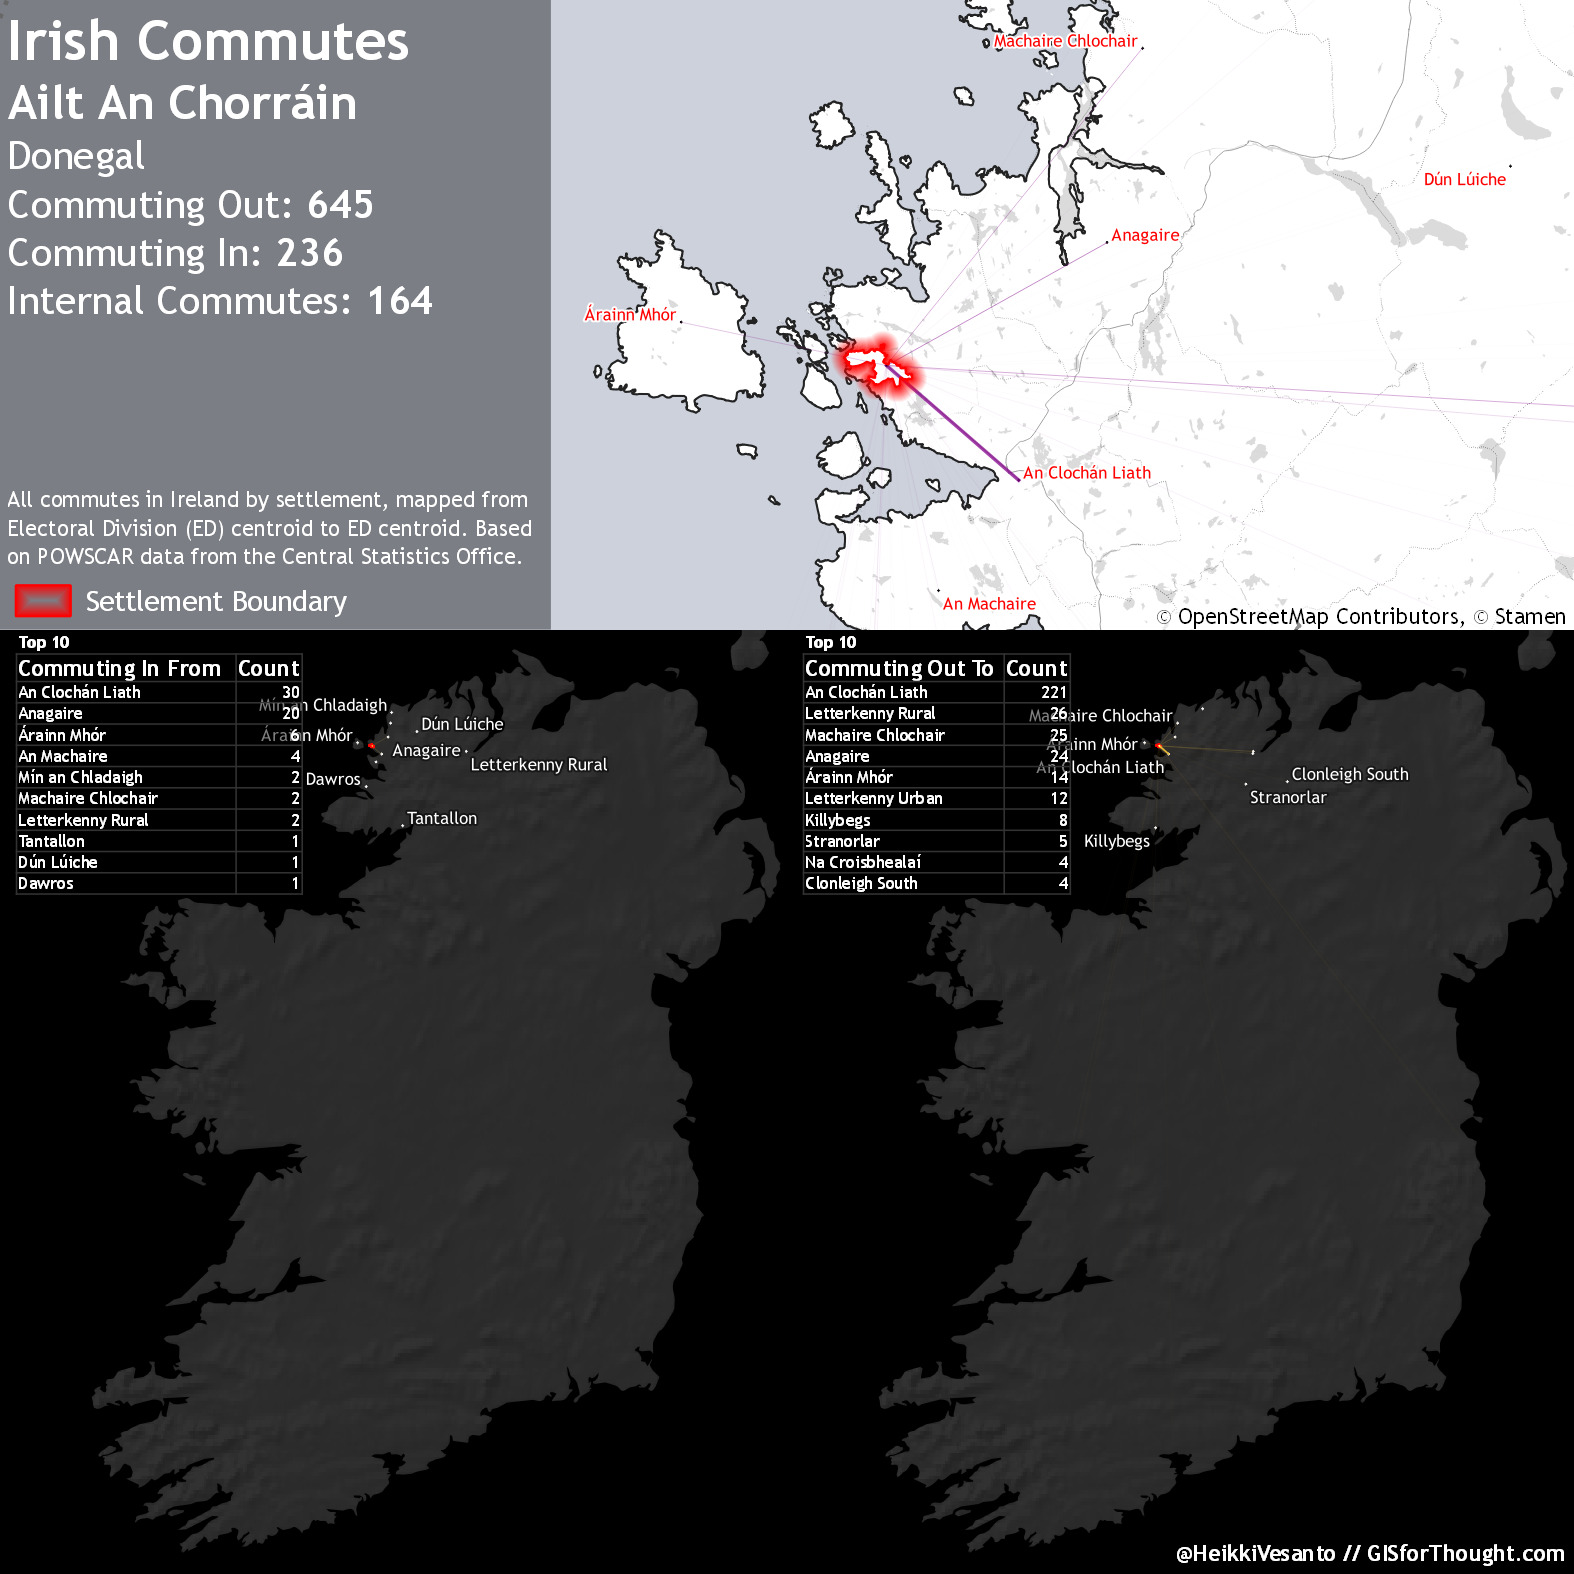 Irish Commutes
Ailt An Chorráin
Donegal
Commuting Out: 645
Commuting In: 236
Internal Commutes: 164
All commutes in Ireland by settlement, mapped from
Electoral Division (ED) centroid to ED centroid. Based
on POWSCAR data from the Central Statistics Office.
Settlement Boundary
Machaire Chlochair
Dún Lúiche
Anagaire
Árainn Mhór
An Clochán Liath
An Machaire
© OpenStreetMap Contributors, © Stamen
Top 10
Commuting In From Count
An Clochán Liath 30
Anagaire 20
Árainn Mhór 6
An Machaire 4
Mín an Chladaigh 2
Machaire Chlochair 2
Letterkenny Rural 2
Tantallon 1
Dún Lúiche 1
Dawros 1
Mín an Chladaigh
Dún Lúiche
Árainn Mhór
Anagaire
Letterkenny Rural
Dawros
Tantallon
Top 10
Commuting Out To Count
An Clochán Liath 221
Letterkenny Rural 26
Machaire Chlochair 25
Anagaire 24
Árainn Mhór 14
Letterkenny Urban 12
Killybegs 8
Stranorlar 5
Na Croisbhealaí 4
Clonleigh South 4
Machaire Chlochair
Árainn Mhór
An Clochán Liath
Clonleigh South
Stranorlar
Killybegs
@HeikkiVesanto // GISforThought.com